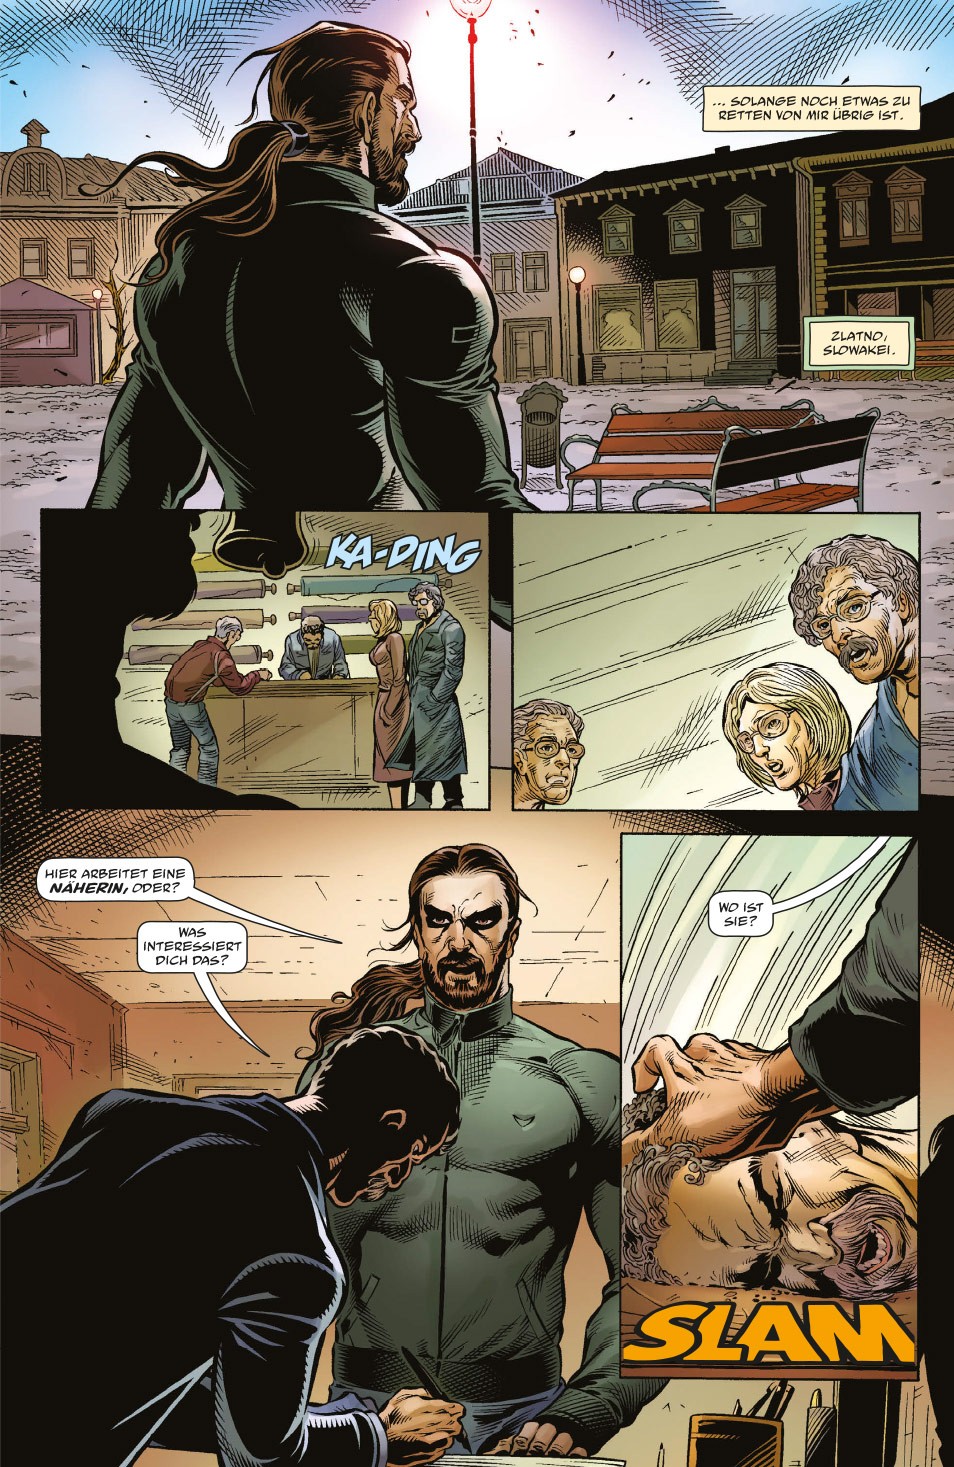 ... SOLANGE NOCH ETWAS ZU
RETTEN VON MIR ÜBRIG IST.
ZLATNO,
SLOWAKEI.
KA-DING
HIER ARBEITET EINE
NÄHERIN, ODER?
WAS
INTERESSIERT
DICH DAS?
WO IST
SIE?
SLAM